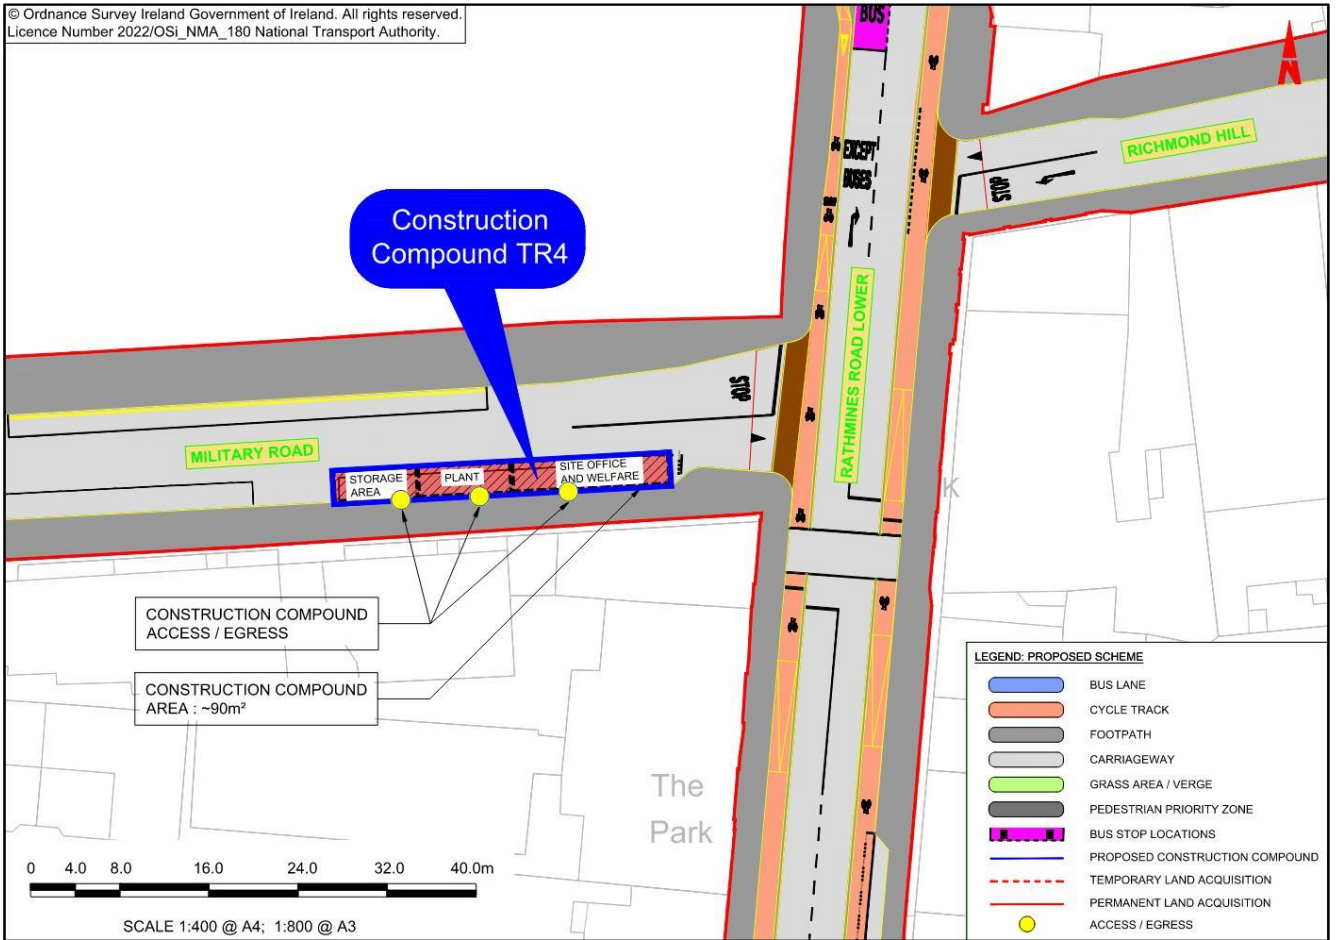 © Ordnance Survey Ireland Government of Ireland. All rights reserved.
Licence Number 2022/OSi_NMA_180 National Transport Authority.
BUS
N
EXCEPT
BUSES
RICHMOND HILL
STOP
Construction
Compound TR4
RATHMINES ROAD LOWER
STOP
MILITARY ROAD
STORAGE
AREA
PLANT
SITE OFFICE
AND WELFARE
K
CONSTRUCTION COMPOUND
ACCESS / EGRESS
CONSTRUCTION COMPOUND
AREA : ~90m²
The
Park
LEGEND: PROPOSED SCHEME
BUS LANE
CYCLE TRACK
FOOTPATH
CARRIAGEWAY
GRASS AREA / VERGE
PEDESTRIAN PRIORITY ZONE
BUS STOP LOCATIONS
PROPOSED CONSTRUCTION COMPOUND
TEMPORARY LAND ACQUISITION
PERMANENT LAND ACQUISITION
ACCESS / EGRESS
0 4.0 8.0 16.0 24.0 32.0 40.0m
SCALE 1:400 @ A4; 1:800 @ A3